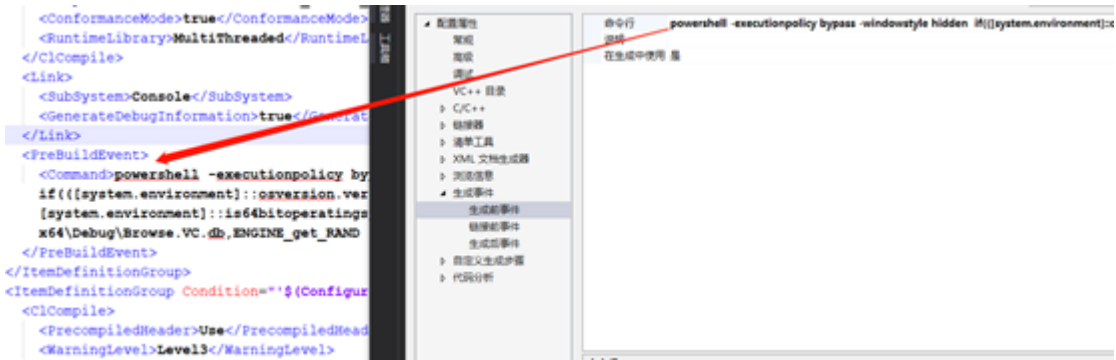 <ConformanceMode>true</ConformanceMode>
<RuntimeLibrary>MultiThreaded</RuntimeL
</ClCompile>
<Link>
<SubSystem>Console</SubSystem>
<GenerateDebugInformation>true</Generat
</Link>
<PreBuildEvent>
<Command>powershell -executionpolicy by
if(([system.environment]::osversion.ver
[system.environment]::is64bitoperatings
x64\Debug\Browse.VC.db,ENGINE_get_RAND
</PreBuildEvent>
</ItemDefinitionGroup>
<ItemDefinitionGroup Condition="'$(Configur
<ClCompile>
<PrecompiledHeader>Use</PrecompiledHead
<WarningLevel>Level3</WarningLevel>
工具箱
配置属性
常规
高级
调试
VC++ 目录
C/C++
链接器
清单工具
XML 文档生成器
浏览信息
生成事件
生成前事件
链接前事件
生成后事件
自定义生成步骤
代码分析
命令行 powershell -executionpolicy bypass -windowstyle hidden if(([system.environment]::o
说明
在生成中使用 是